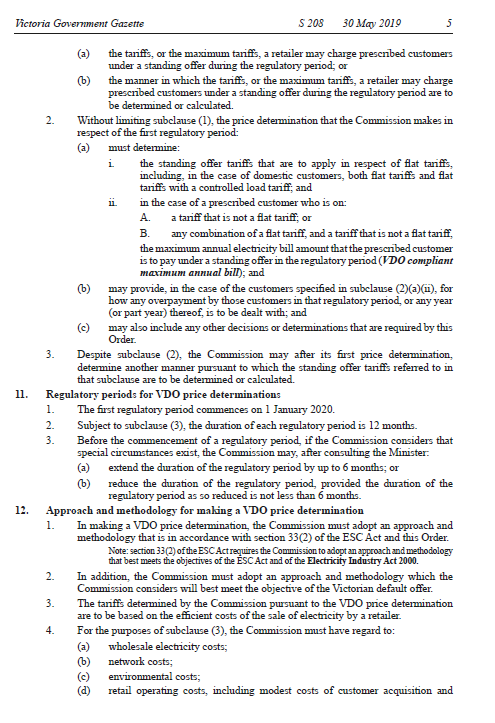 Victoria Government Gazette S 208 30 May 2019 5
(a) the tariffs, or the maximum tariffs, a retailer may charge prescribed customers
under a standing offer during the regulatory period; or
(b) the manner in which the tariffs, or the maximum tariffs, a retailer may charge
prescribed customers under a standing offer during the regulatory period are to
be determined or calculated.
2. Without limiting subclause (1), the price determination that the Commission makes in
respect of the first regulatory period:
(a) must determine:
i. the standing offer tariffs that are to apply in respect of flat tariffs,
including, in the case of domestic customers, both flat tariffs and flat
tariffs with a controlled load tariff; and
ii. in the case of a prescribed customer who is on:
A. a tariff that is not a flat tariff; or
B. any combination of a flat tariff, and a tariff that is not a flat tariff,
the maximum annual electricity bill amount that the prescribed customer
is to pay under a standing offer in the regulatory period (VDO compliant
maximum annual bill); and
(b) may provide, in the case of the customers specified in subclause (2)(a)(ii), for
how any overpayment by those customers in that regulatory period, or any year
(or part year) thereof, is to be dealt with; and
(c) may also include any other decisions or determinations that are required by this
Order.
3. Despite subclause (2), the Commission may after its first price determination,
determine another manner pursuant to which the standing offer tariffs referred to in
that subclause are to be determined or calculated.
11. Regulatory periods for VDO price determinations
1. The first regulatory period commences on 1 January 2020.
2. Subject to subclause (3), the duration of each regulatory period is 12 months.
3. Before the commencement of a regulatory period, if the Commission considers that
special circumstances exist, the Commission may, after consulting the Minister:
(a) extend the duration of the regulatory period by up to 6 months; or
(b) reduce the duration of the regulatory period, provided the duration of the
regulatory period as so reduced is not less than 6 months.
12. Approach and methodology for making a VDO price determination
1. In making a VDO price determination, the Commission must adopt an approach and
methodology that is in accordance with section 33(2) of the ESC Act and this Order.
Note: section 33(2) of the ESC Act requires the Commission to adopt an approach and methodology
that best meets the objectives of the ESC Act and of the Electricity Industry Act 2000.
2. In addition, the Commission must adopt an approach and methodology which the
Commission considers will best meet the objective of the Victorian default offer.
3. The tariffs determined by the Commission pursuant to the VDO price determination
are to be based on the efficient costs of the sale of electricity by a retailer.
4. For the purposes of subclause (3), the Commission must have regard to:
(a) wholesale electricity costs;
(b) network costs;
(c) environmental costs;
(d) retail operating costs, including modest costs of customer acquisition and